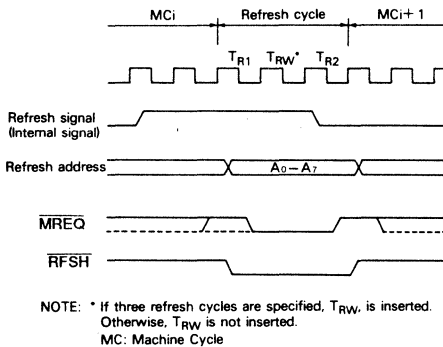 MCi Refresh cycle MCi+ 1
TR1 TRW* TR2
Refresh signal
(Internal signal)
Refresh address A0–A7
MREQ
RFSH
NOTE: * If three refresh cycles are specified, TRW, is inserted.
Otherwise, TRW is not inserted.
MC: Machine Cycle